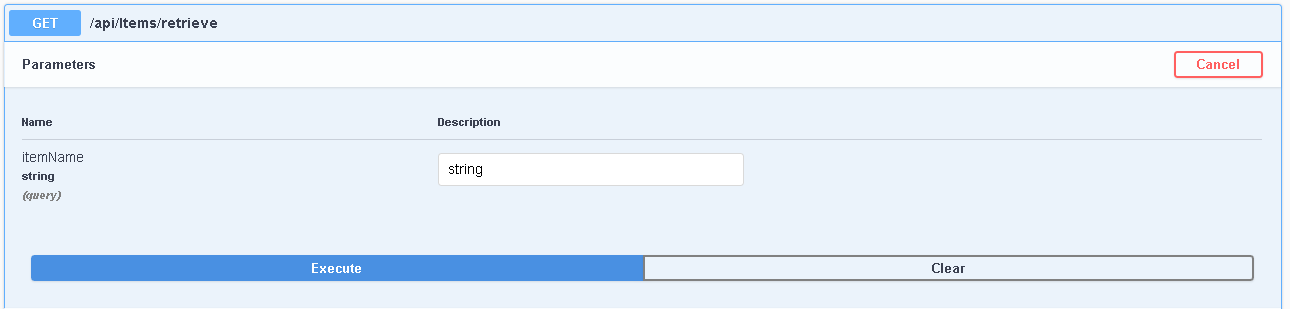 GET /api/Items/retrieve
Parameters Cancel
Name Description
itemName
string
(query)
string
Execute Clear